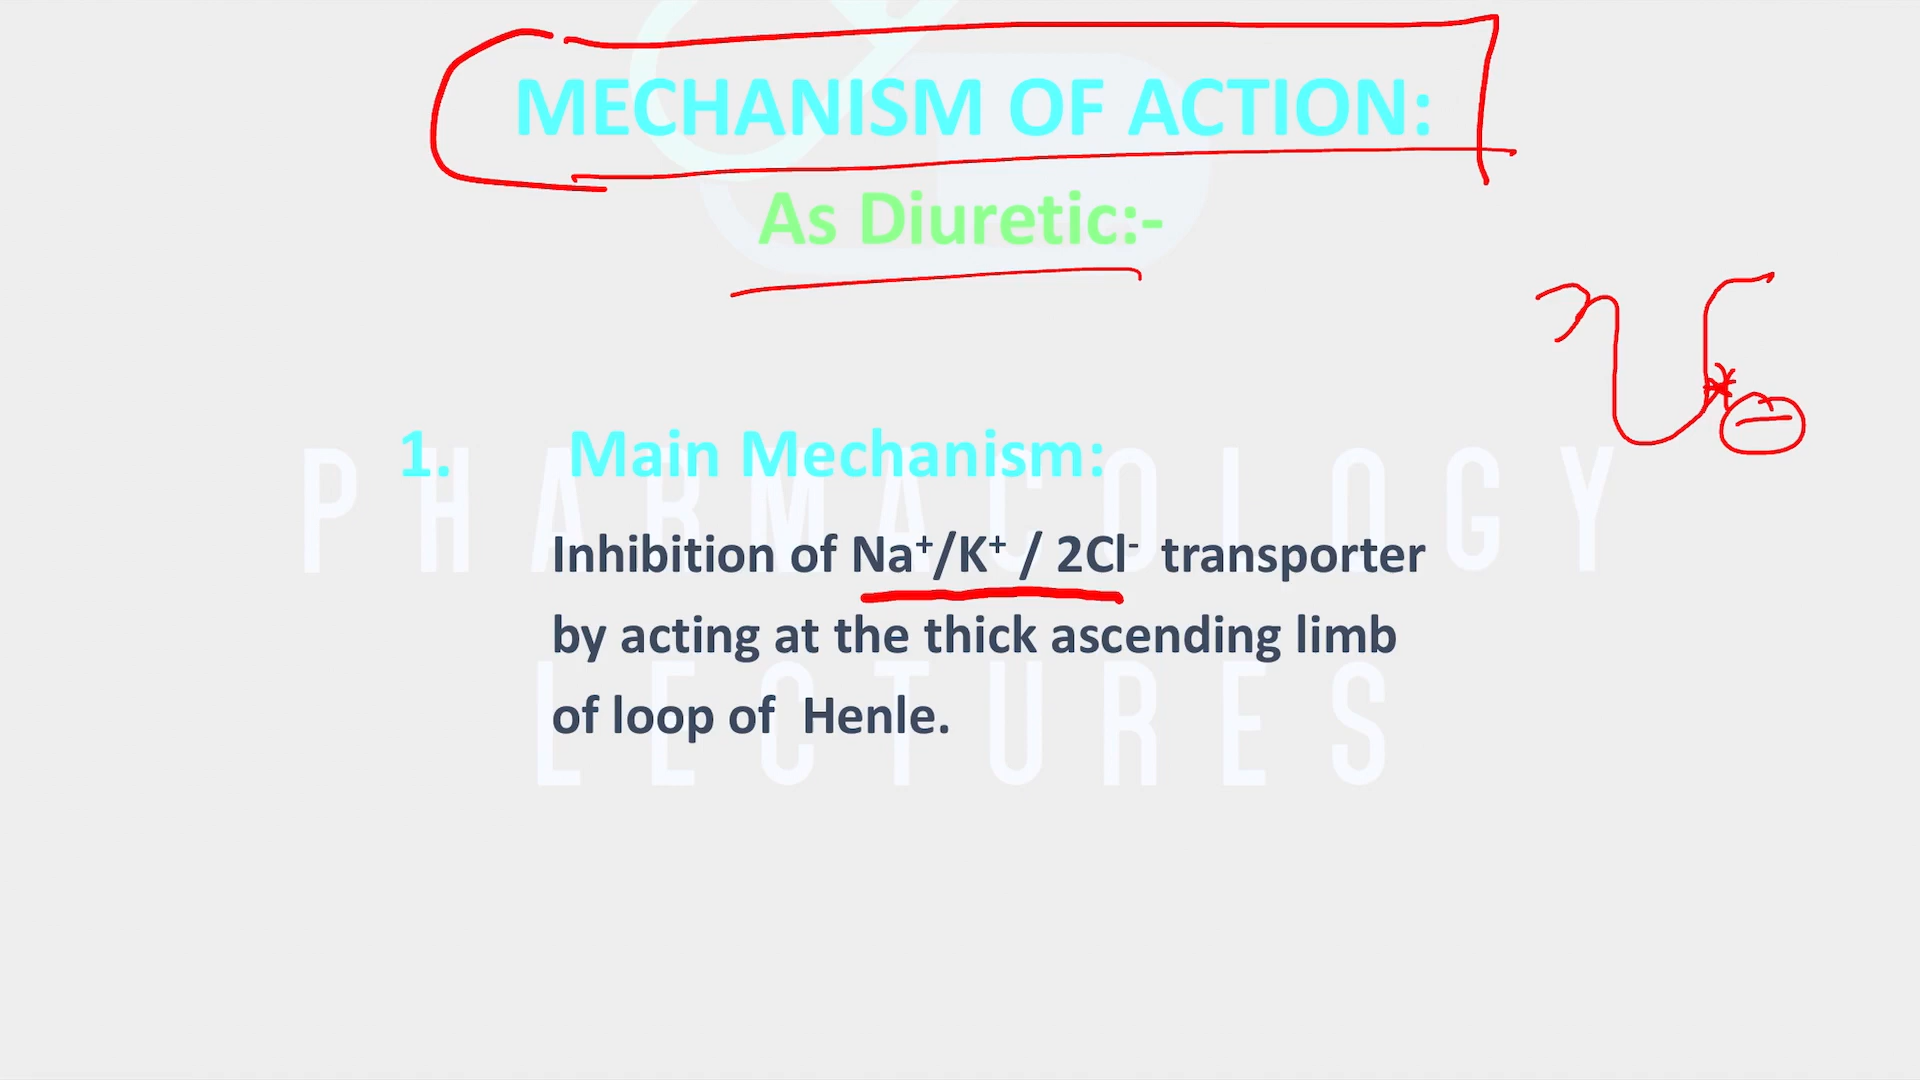 MECHANISM OF ACTION:
As Diuretic:-
1. Main Mechanism:
Inhibition of Na⁺/K⁺ / 2Cl⁻ transporter
by acting at the thick ascending limb
of loop of Henle.
PHARMACOLOGY
LECTURES